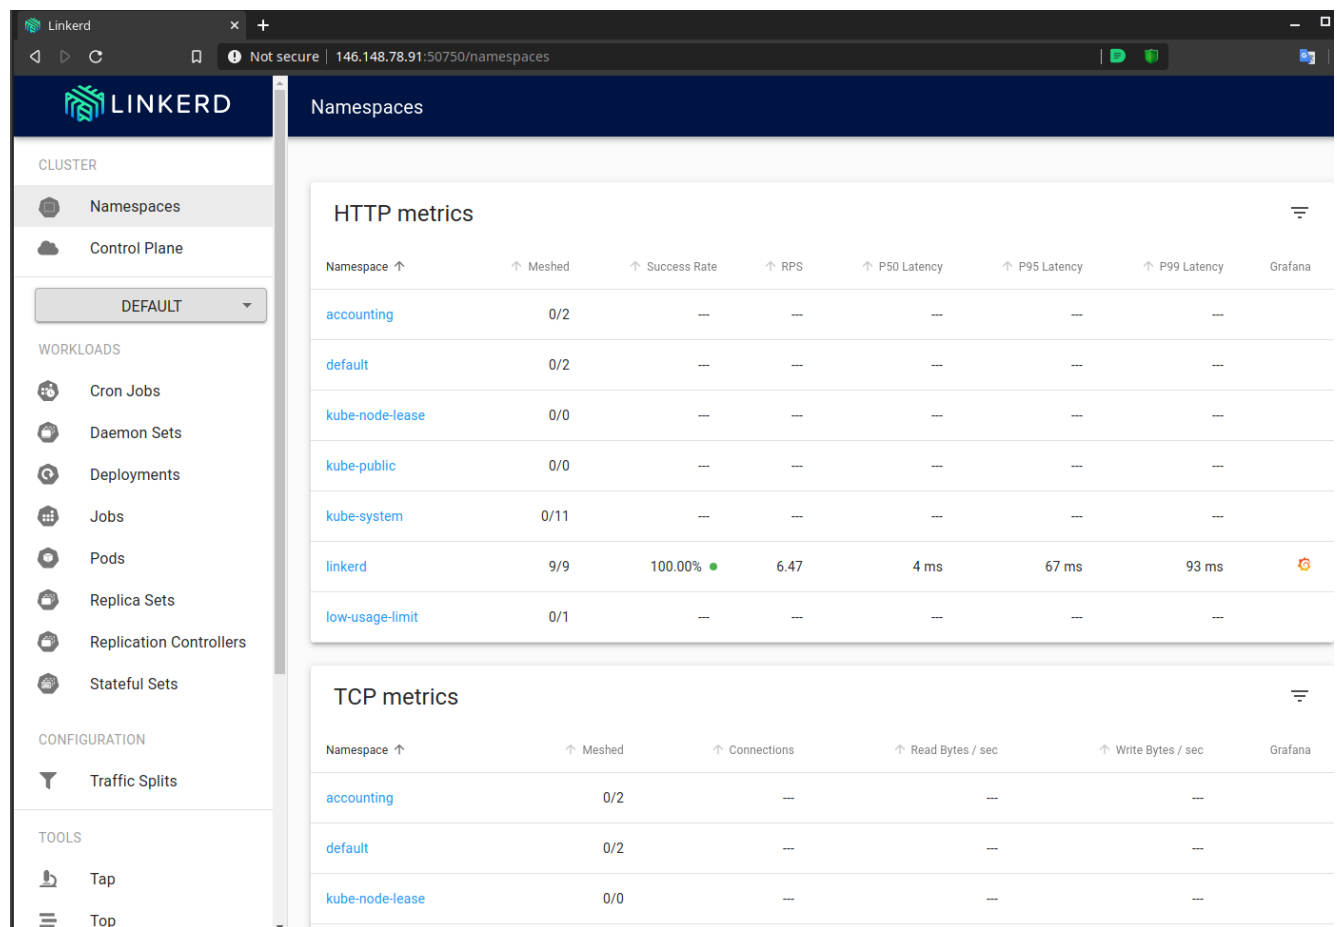 Linkerd
Not secure 146.148.78.91:50750/namespaces
LINKERD
Namespaces
CLUSTER
Namespaces
Control Plane
DEFAULT
WORKLOADS
Cron Jobs
Daemon Sets
Deployments
Jobs
Pods
Replica Sets
Replication Controllers
Stateful Sets
CONFIGURATION
Traffic Splits
TOOLS
Tap
Top
HTTP metrics
Namespace Meshed Success Rate RPS P50 Latency P95 Latency P99 Latency Grafana
accounting 0/2 --- --- --- --- ---
default 0/2 --- --- --- --- ---
kube-node-lease 0/0 --- --- --- --- ---
kube-public 0/0 --- --- --- --- ---
kube-system 0/11 --- --- --- --- ---
linkerd 9/9 100.00% 6.47 4 ms 67 ms 93 ms
low-usage-limit 0/1 --- --- --- --- ---
TCP metrics
Namespace Meshed Connections Read Bytes / sec Write Bytes / sec Grafana
accounting 0/2 --- --- ---
default 0/2 --- --- ---
kube-node-lease 0/0 --- --- ---